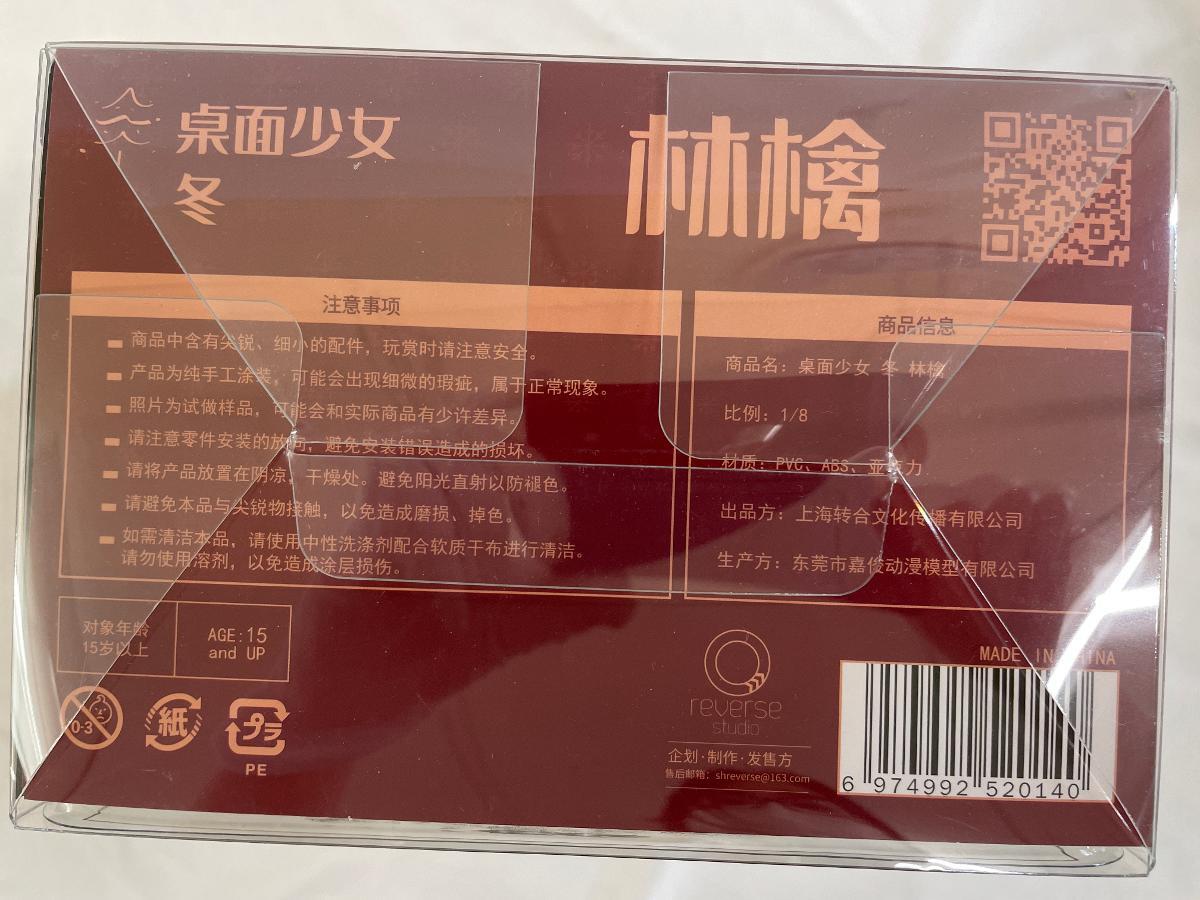 桌面少女
冬
林檎
注意事项
商品中含有尖锐、细小的配件，玩赏时请注意安全。
产品为纯手工涂装，可能会出现细微的瑕疵，属于正常现象。
照片为试做样品，可能会和实际商品有少许差异。
请注意零件安装的放向，避免安装错误造成的损坏。
请将产品放置在阴凉，干燥处。避免阳光直射以防褪色。
请避免本品与尖锐物接触，以免造成磨损、掉色。
如需清洁本品，请使用中性洗涤剂配合软质干布进行清洁。
请勿使用溶剂，以免造成涂层损伤。
商品信息
商品名：桌面少女 冬 林檎
比例：1/8
材质：PVC、ABS、亚克力
出品方：上海转合文化传播有限公司
生产方：东莞市嘉俊动漫模型有限公司
对象年龄
15岁以上
AGE:15
and UP
0-3
紙
プラ
PE
reverse
studio
企划·制作·发售方
售后邮箱：shreverse@163.com
MADE IN CHINA
6 974992 520140